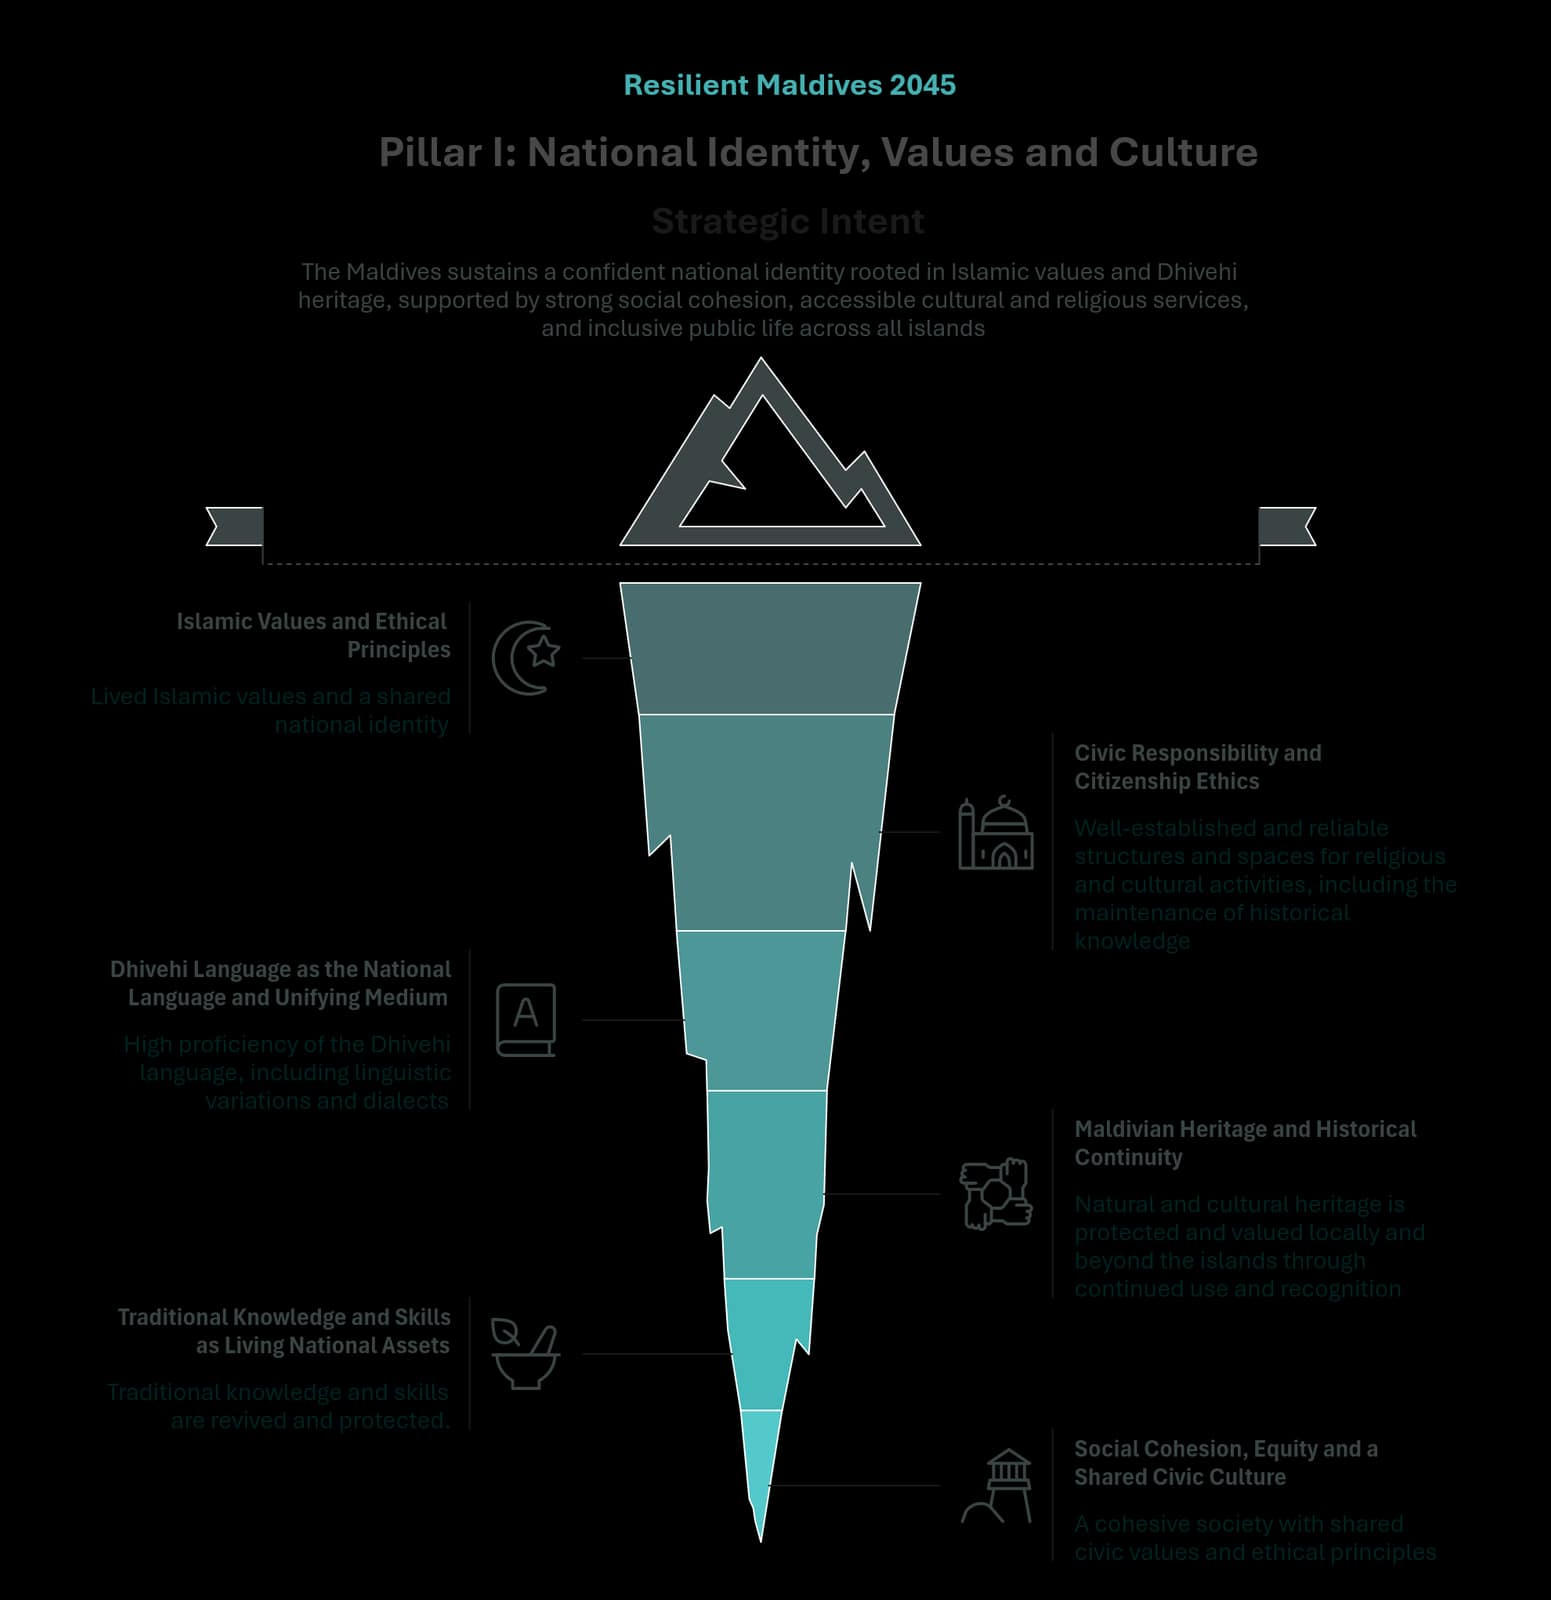 Resilient Maldives 2045
Pillar I: National Identity, Values and Culture
Strategic Intent
The Maldives sustains a confident national identity rooted in Islamic values and Dhivehi
heritage, supported by strong social cohesion, accessible cultural and religious services,
and inclusive public life across all islands
Islamic Values and Ethical
Principles
Lived Islamic values and a shared
national identity
Civic Responsibility and
Citizenship Ethics
Well-established and reliable
structures and spaces for religious
and cultural activities, including the
maintenance of historical
knowledge
Dhivehi Language as the National
Language and Unifying Medium
High proficiency of the Dhivehi
language, including linguistic
variations and dialects
A
Maldivian Heritage and Historical
Continuity
Natural and cultural heritage is
protected and valued locally and
beyond the islands through
continued use and recognition
Traditional Knowledge and Skills
as Living National Assets
Traditional knowledge and skills
are revived and protected.
Social Cohesion, Equity and a
Shared Civic Culture
A cohesive society with shared
civic values and ethical principles